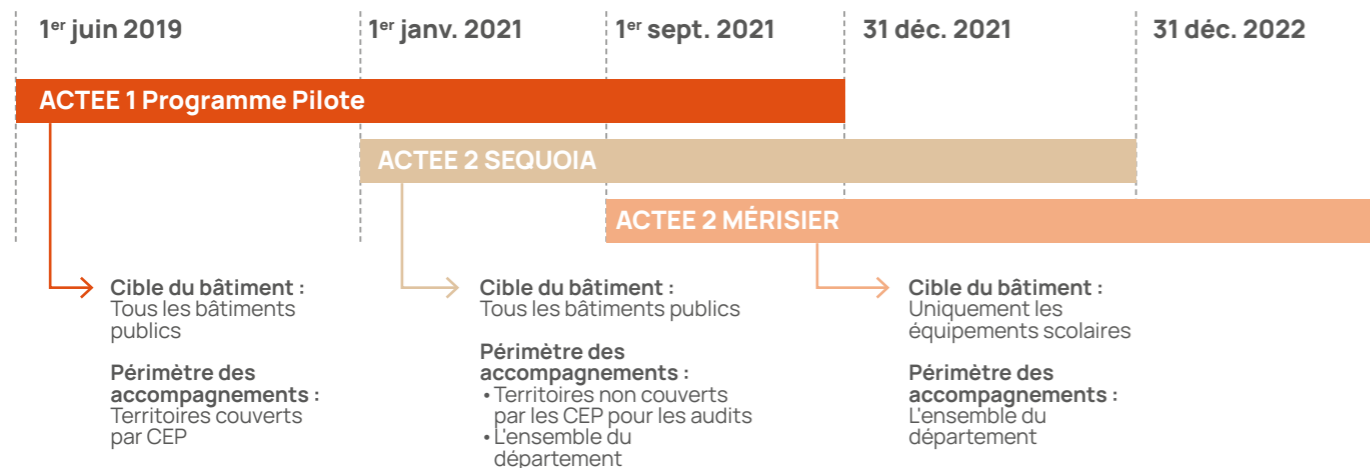 1er juin 2019
1er janv. 2021
1er sept. 2021
31 déc. 2021
31 déc. 2022
ACTEE 1 Programme Pilote
ACTEE 2 SEQUOIA
ACTEE 2 MÉRISIER
Cible du bâtiment :
Tous les bâtiments
publics
Périmètre des
accompagnements :
Territoires couverts
par CEP
Cible du bâtiment :
Tous les bâtiments publics
Périmètre des
accompagnements :
• Territoires non couverts
par les CEP pour les audits
• L'ensemble du
département
Cible du bâtiment :
Uniquement les
équipements scolaires
Périmètre des
accompagnements :
L'ensemble du
département